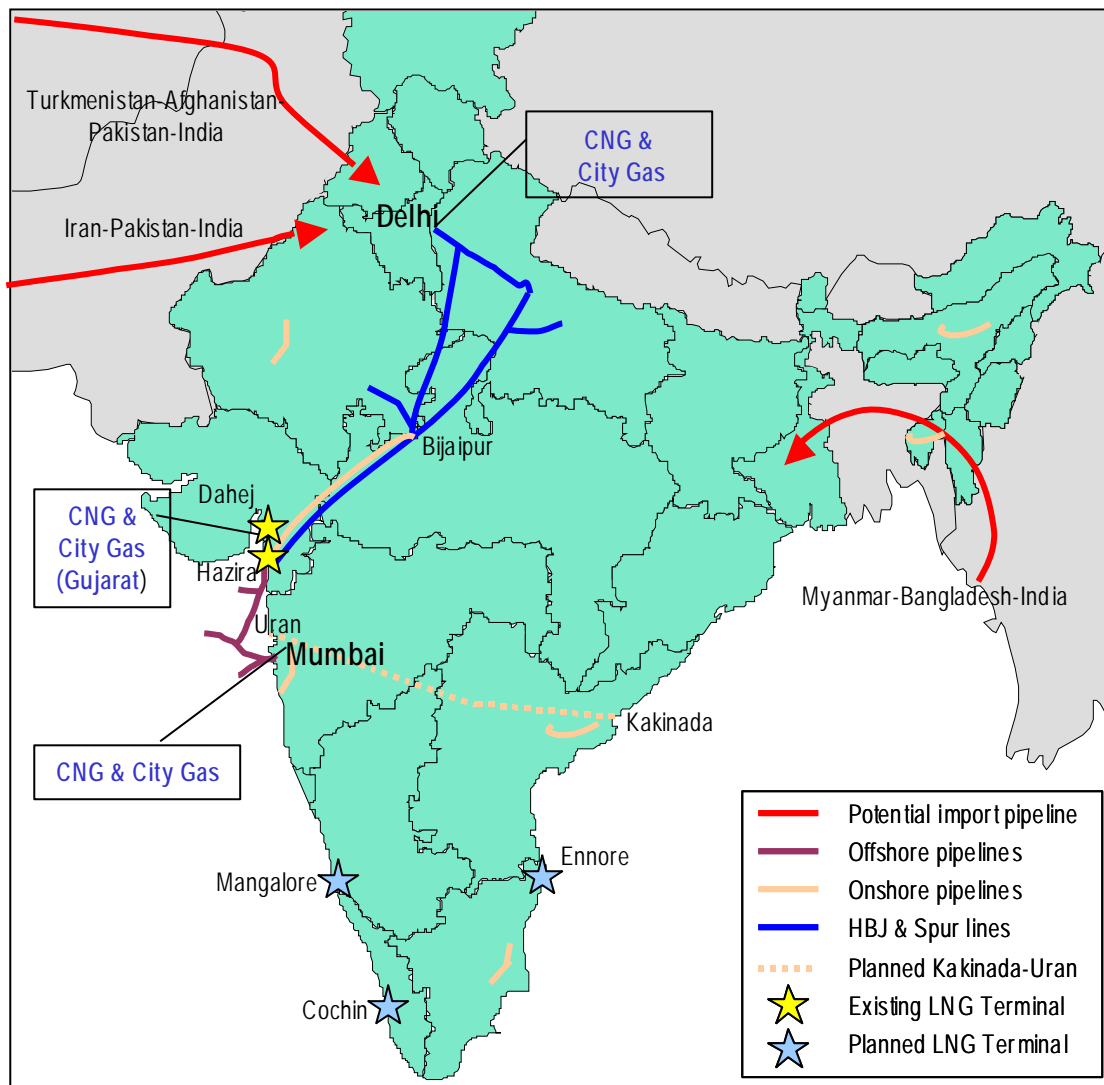 Turkmenistan-Afghanistan-
Pakistan-India
CNG &
City Gas
Delhi
Iran-Pakistan-India
Bijaipur
Dahej
CNG &
City Gas
(Gujarat)
Hazira
Myanmar-Bangladesh-India
Uran
Mumbai
Kakinada
CNG & City Gas
Ennore
Mangalore
Cochin
Potential import pipeline
Offshore pipelines
Onshore pipelines
HBJ & Spur lines
Planned Kakinada-Uran
Existing LNG Terminal
Planned LNG Terminal